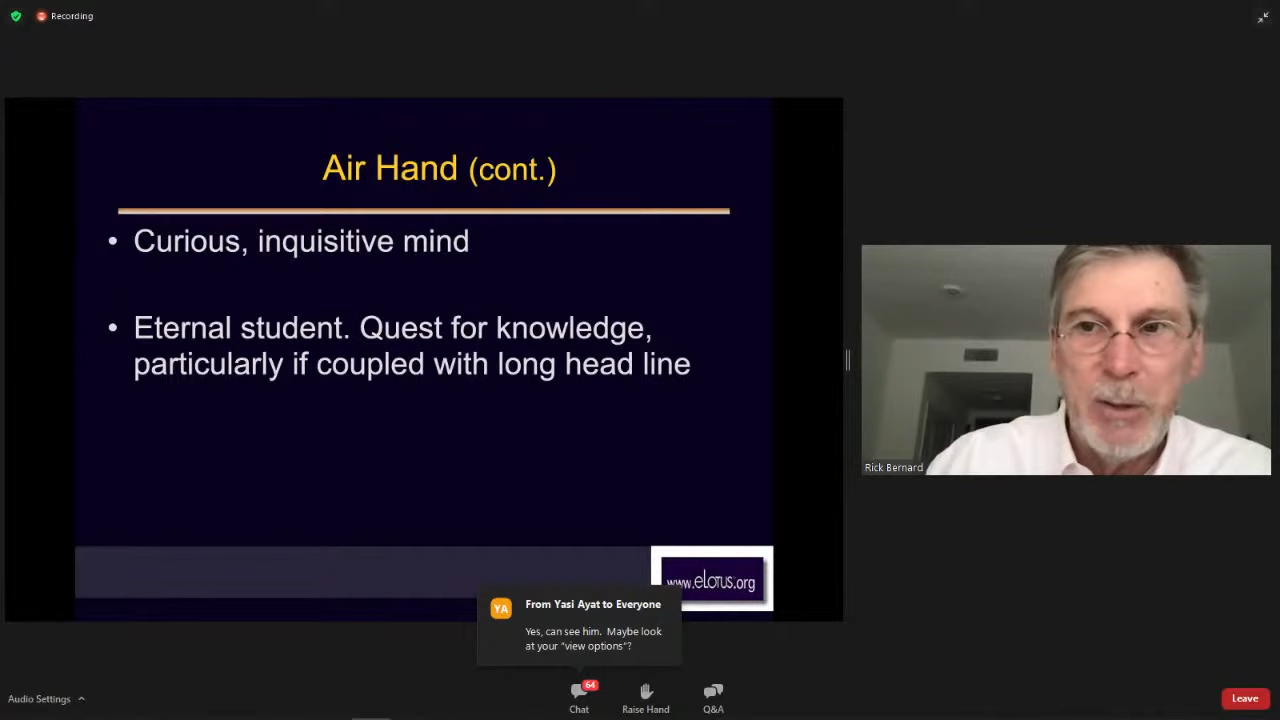 Recording
Air Hand (cont.)
• Curious, inquisitive mind
• Eternal student. Quest for knowledge,
particularly if coupled with long head line
Rick Bernard
www.eLotus.org
YA
From Yasi Ayat to Everyone
Yes, can see him. Maybe look
at your "view options"?
64
Audio Settings
Chat
Raise Hand
Q&A
Leave